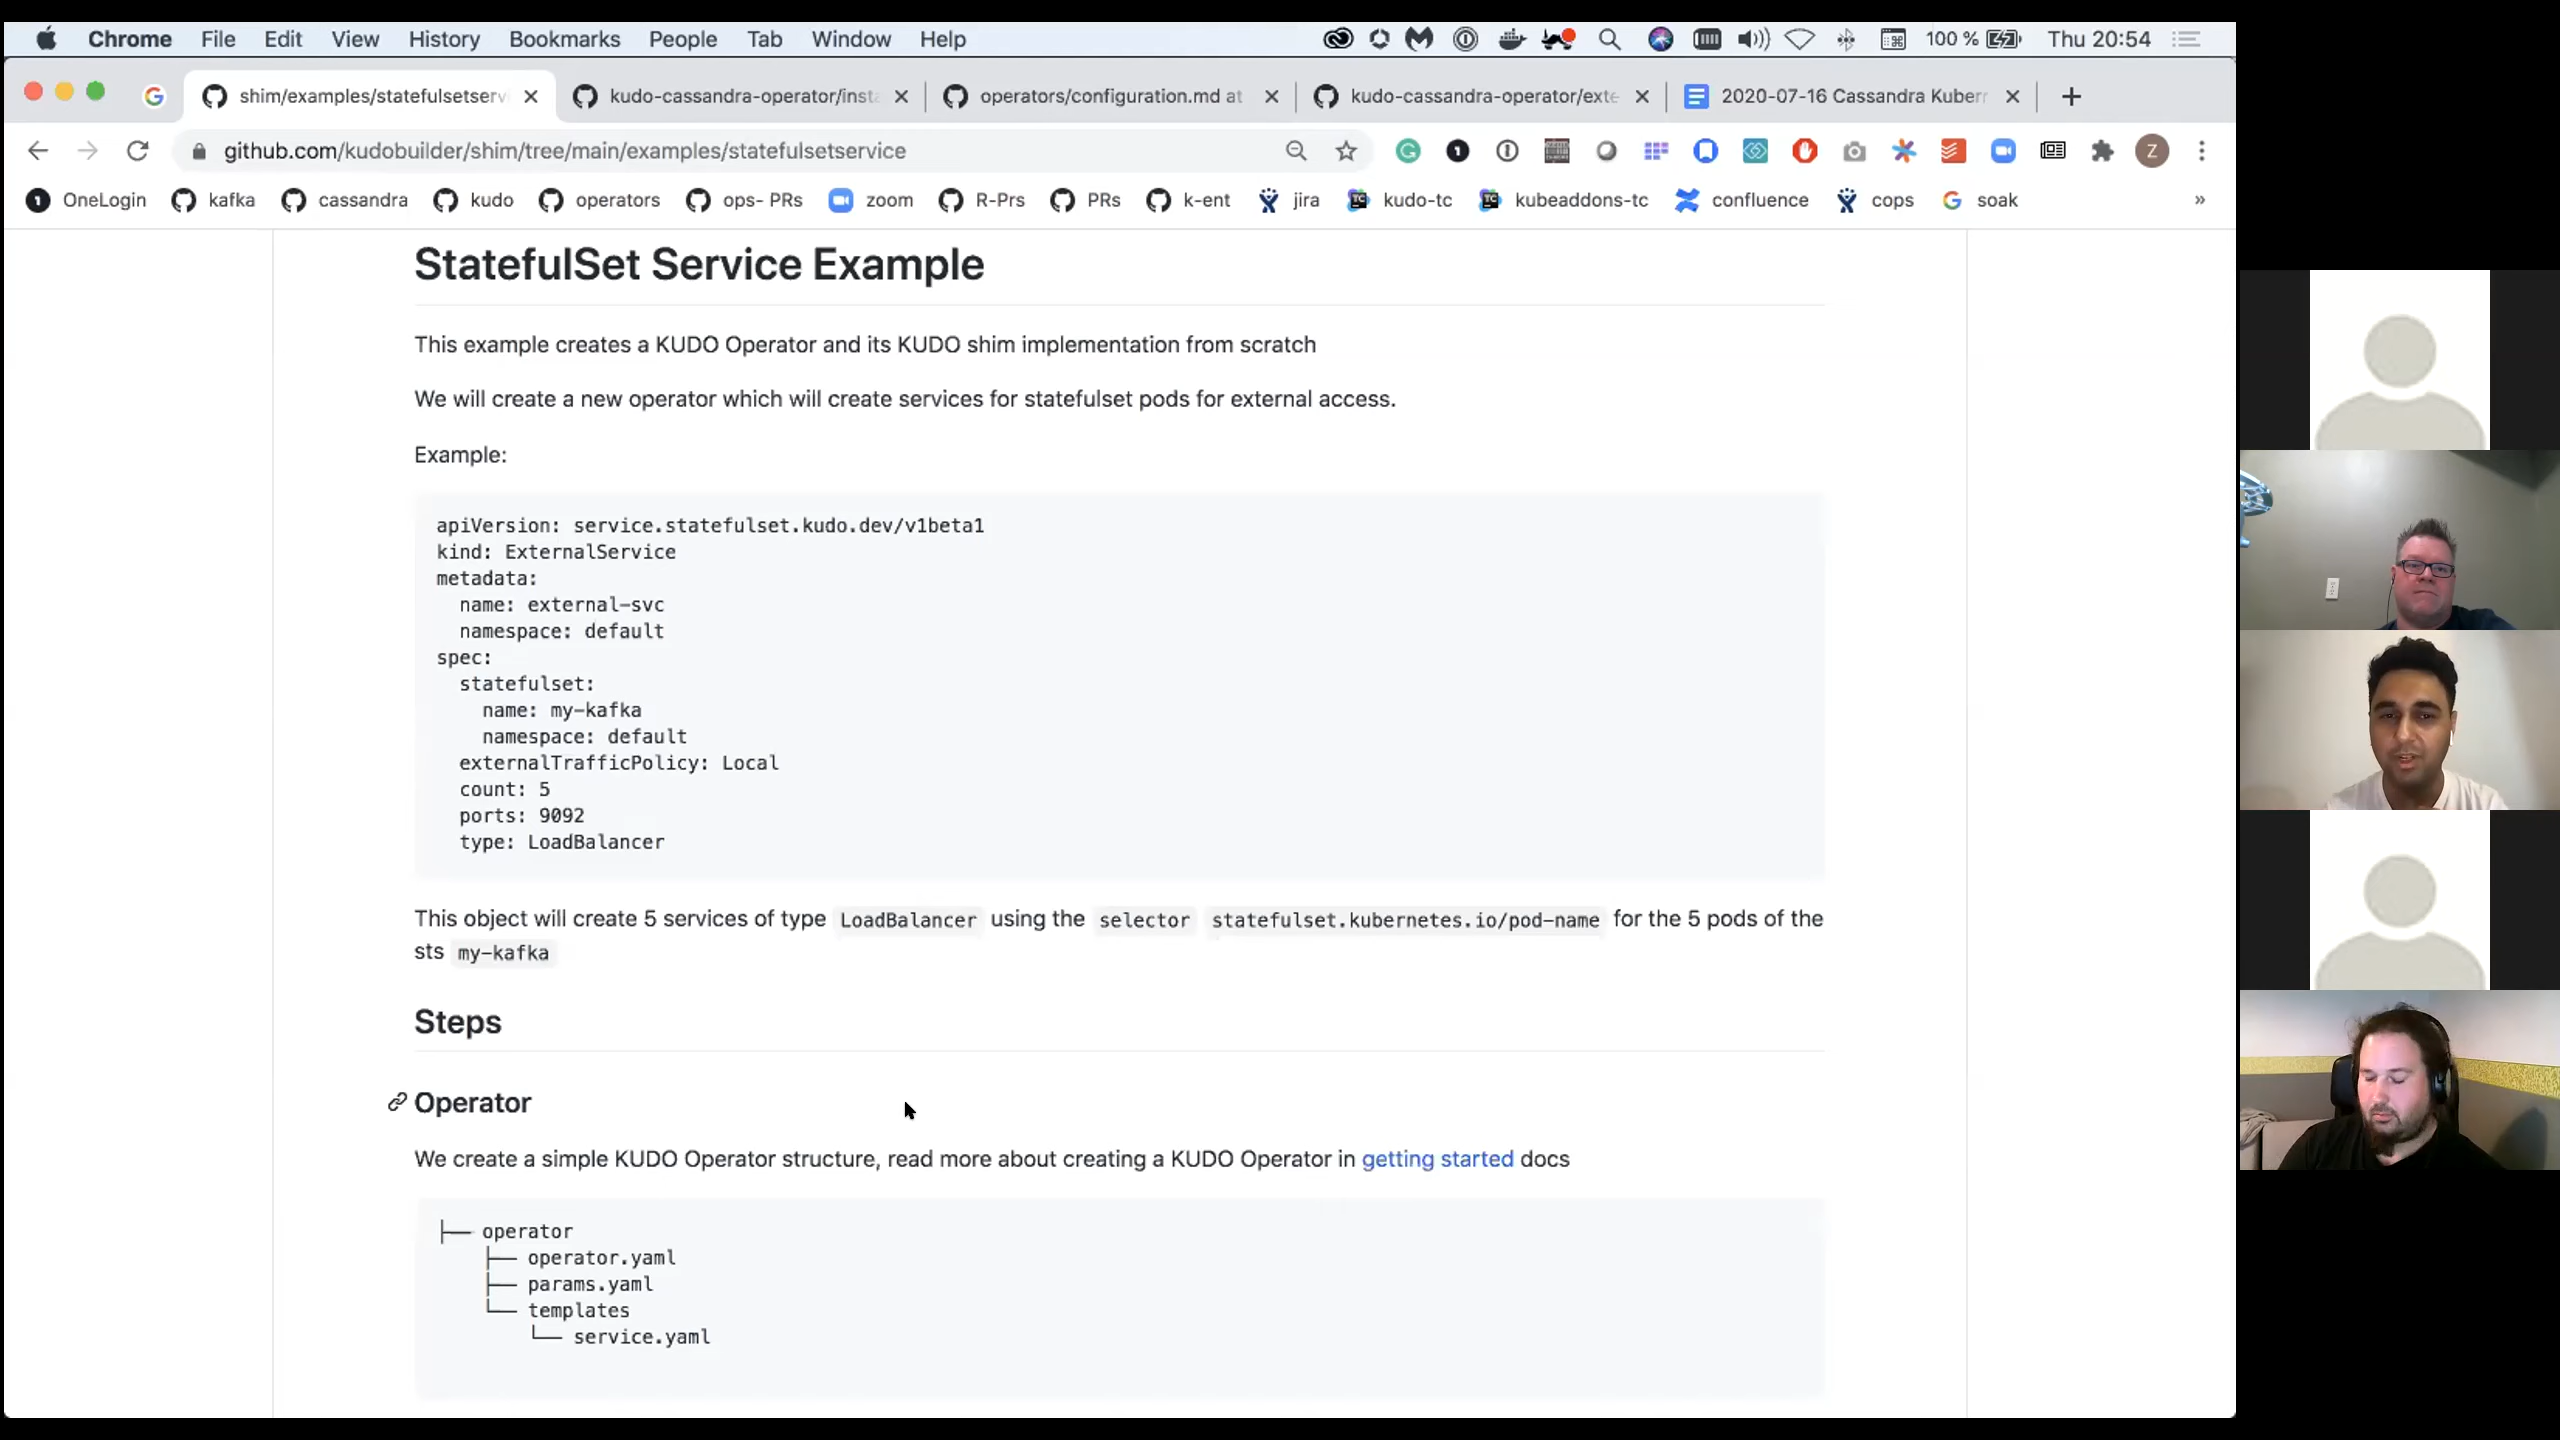 Chrome File Edit View History Bookmarks People Tab Window Help 100 % Thu 20:54
shim/examples/statefulsetserv kudo-cassandra-operator/insta operators/configuration.md at kudo-cassandra-operator/exte 2020-07-16 Cassandra Kubern
github.com/kudobuilder/shim/tree/main/examples/statefulsetservice Z
OneLogin kafka cassandra kudo operators ops- PRs zoom R-Prs PRs k-ent jira kudo-tc kubeaddons-tc confluence cops soak »
StatefulSet Service Example
This example creates a KUDO Operator and its KUDO shim implementation from scratch
We will create a new operator which will create services for statefulset pods for external access.
Example:
apiVersion: service.statefulset.kudo.dev/v1beta1
kind: ExternalService
metadata:
  name: external-svc
  namespace: default
spec:
  statefulset:
    name: my-kafka
    namespace: default
  externalTrafficPolicy: Local
  count: 5
  ports: 9092
  type: LoadBalancer
This object will create 5 services of type LoadBalancer using the selector statefulset.kubernetes.io/pod-name for the 5 pods of the
sts my-kafka
Steps
Operator
We create a simple KUDO Operator structure, read more about creating a KUDO Operator in getting started docs
├── operator
    ├── operator.yaml
    ├── params.yaml
    └── templates
        └── service.yaml